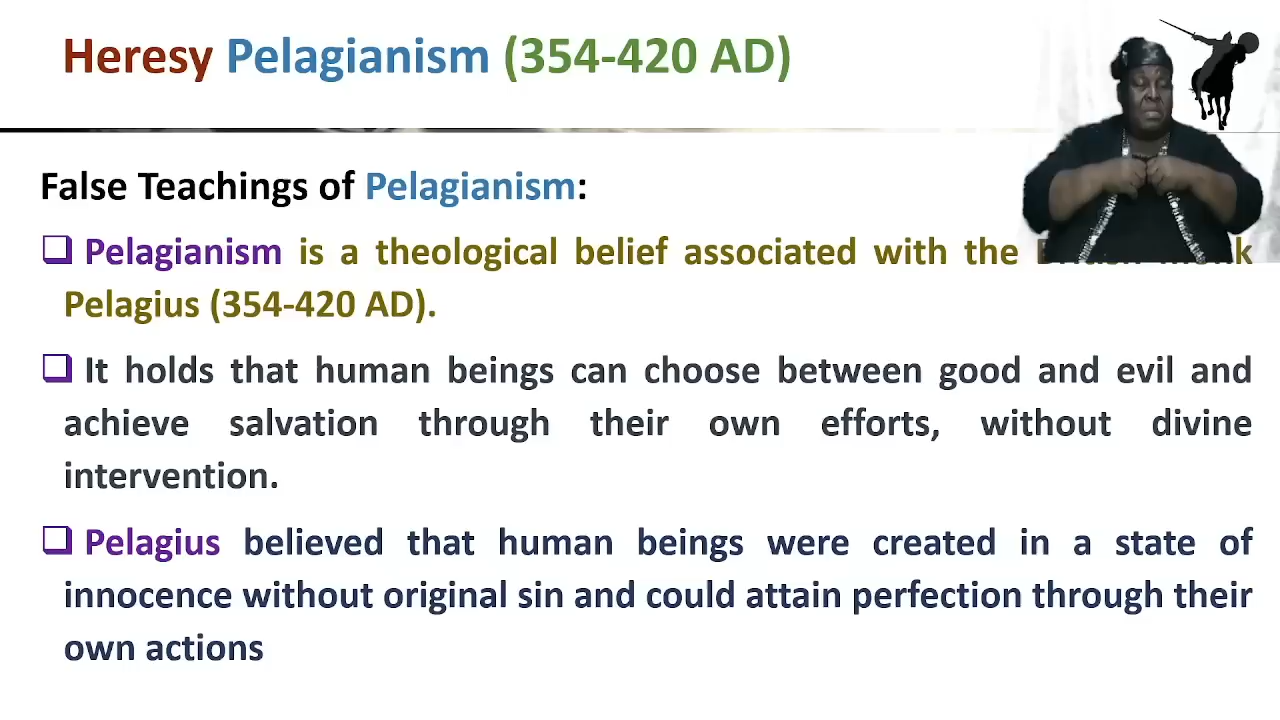 Heresy Pelagianism (354-420 AD)
False Teachings of Pelagianism:
❑ Pelagianism is a theological belief associated with the
Pelagius (354-420 AD).
❑ It holds that human beings can choose between good and evil and
achieve salvation through their own efforts, without divine
intervention.
❑ Pelagius believed that human beings were created in a state of
innocence without original sin and could attain perfection through their
own actions